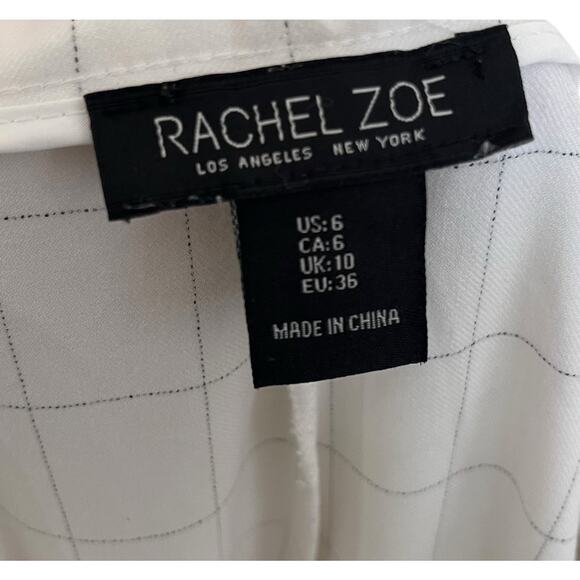 RACHEL ZOE
LOS ANGELES NEW YORK
US: 6
CA: 6
UK: 10
EU: 36
MADE IN CHINA